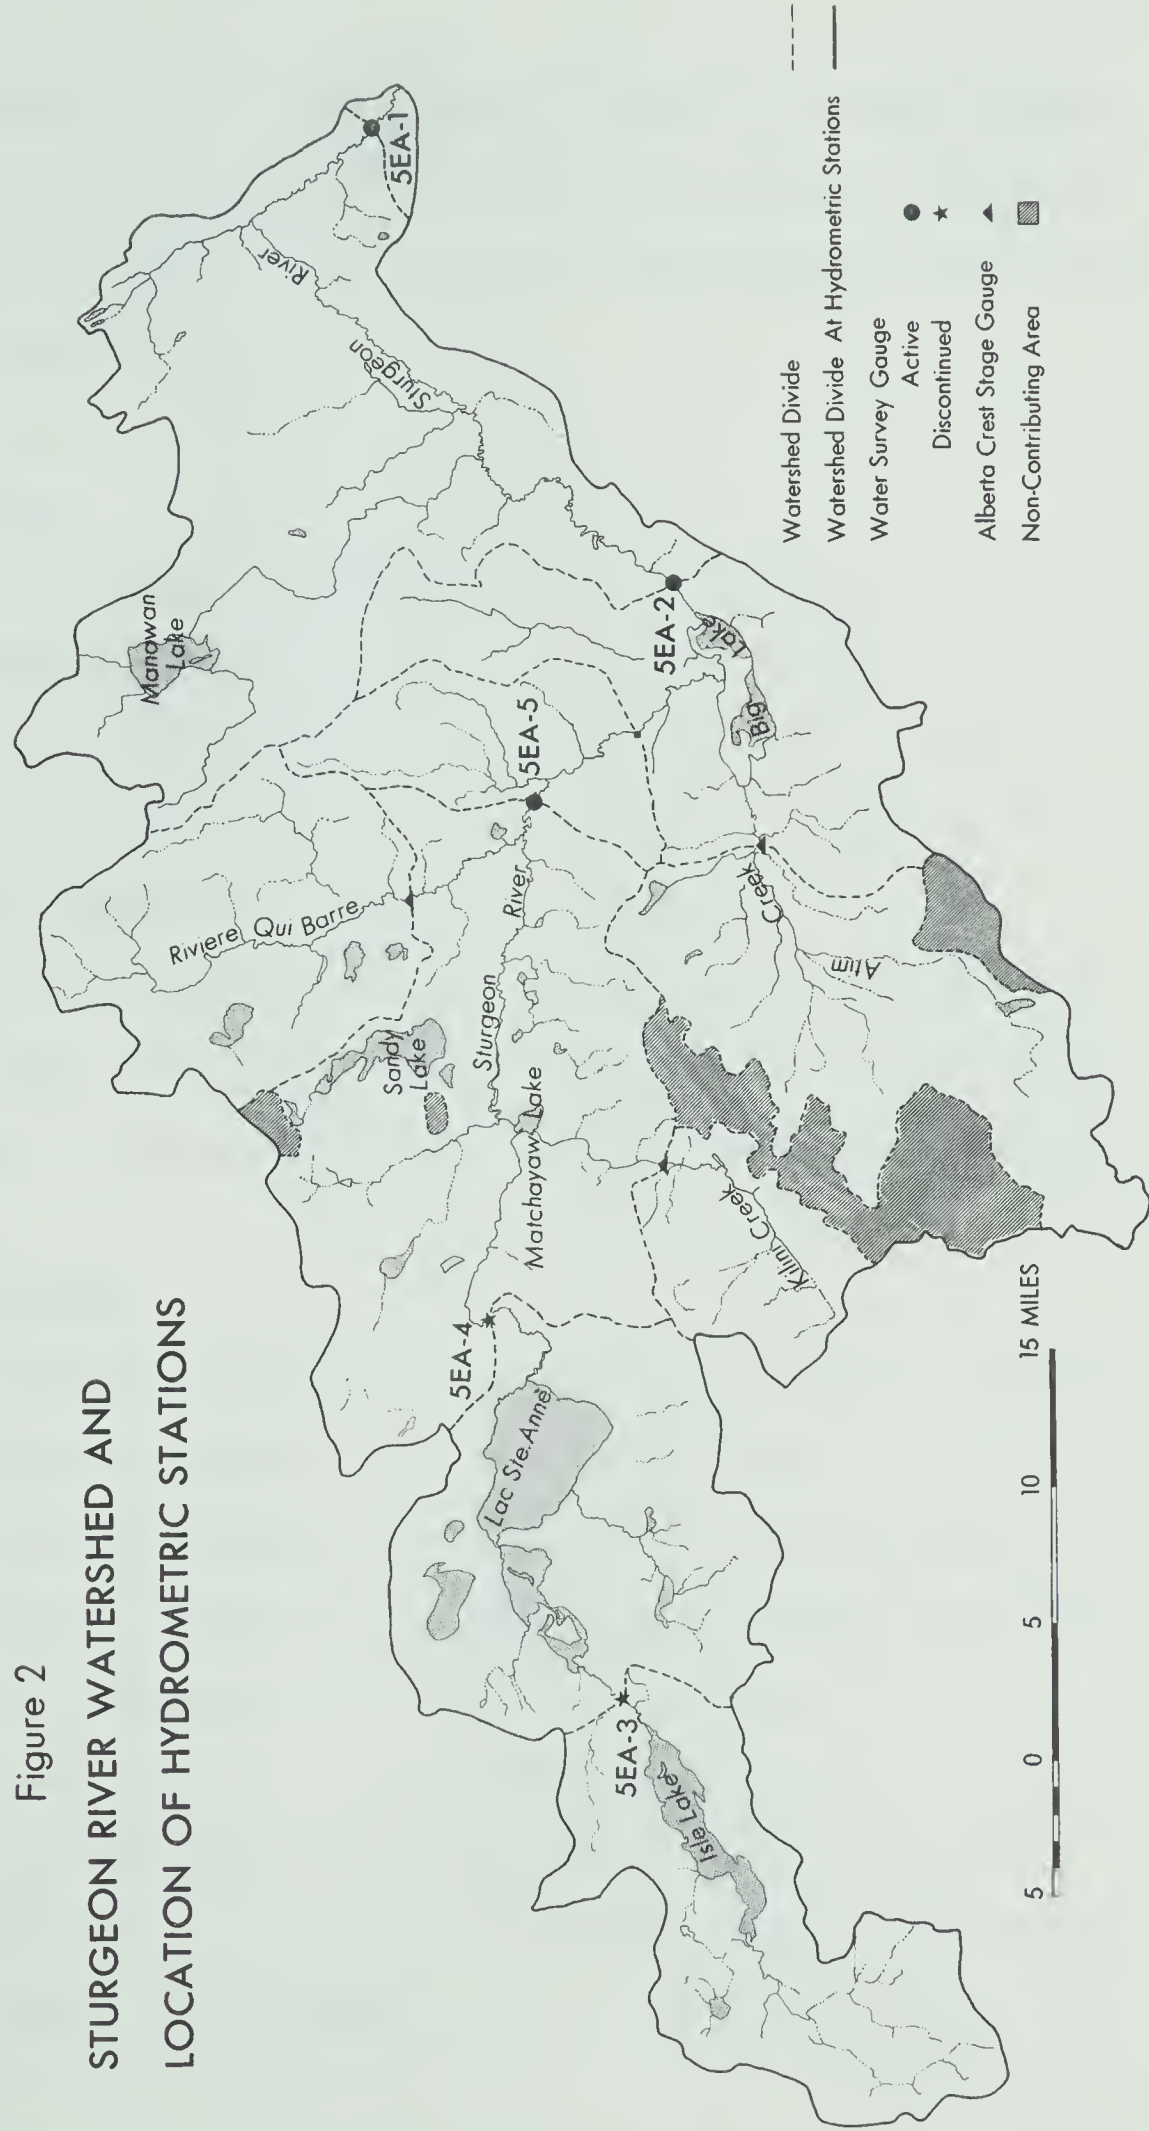 Figure 2
STURGEON RIVER WATERSHED AND
LOCATION OF HYDROMETRIC STATIONS
Manawan
Lake
Riviere Qui Barre
River
Sturgeon
5EA-1
Sandy
Lake
Sturgeon
River
5EA-5
5EA-4
Matchayaw Lake
5EA-2
Lac Ste. Anne
Big
Lake
Creek
Atim
Kilini Creek
5EA-3
Isle Lake
Watershed Divide
Watershed Divide At Hydrometric Stations
Water Survey Gauge
Active
Discontinued
Alberta Crest Stage Gauge
Non-Contributing Area
5 0 5 10 15 MILES